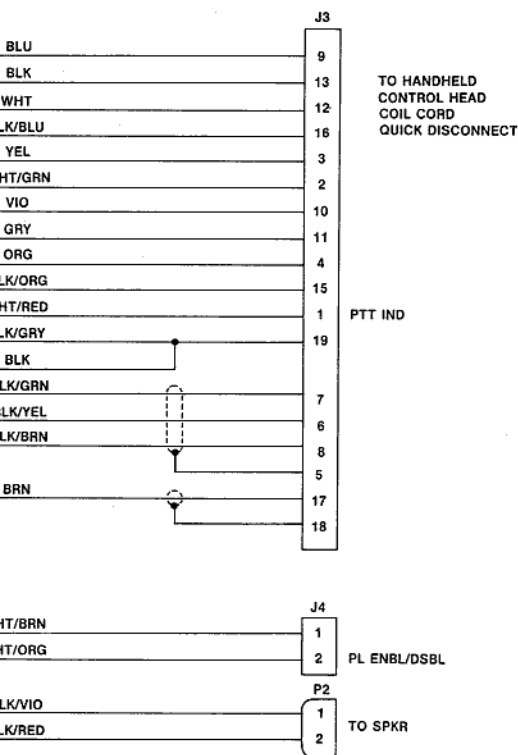 J3
BLU 9
BLK 13
WHT 12
LK/BLU 16
YEL 3
HT/GRN 2
VIO 10
GRY 11
ORG 4
LK/ORG 15
HT/RED 1 PTT IND
LK/GRY 19
BLK
LK/GRN 7
BLK/YEL 6
LK/BRN 8
5
BRN 17
18
TO HANDHELD
CONTROL HEAD
COIL CORD
QUICK DISCONNECT
J4
HT/BRN 1
HT/ORG 2 PL ENBL/DSBL
P2
LK/VIO 1
LK/RED 2
TO SPKR